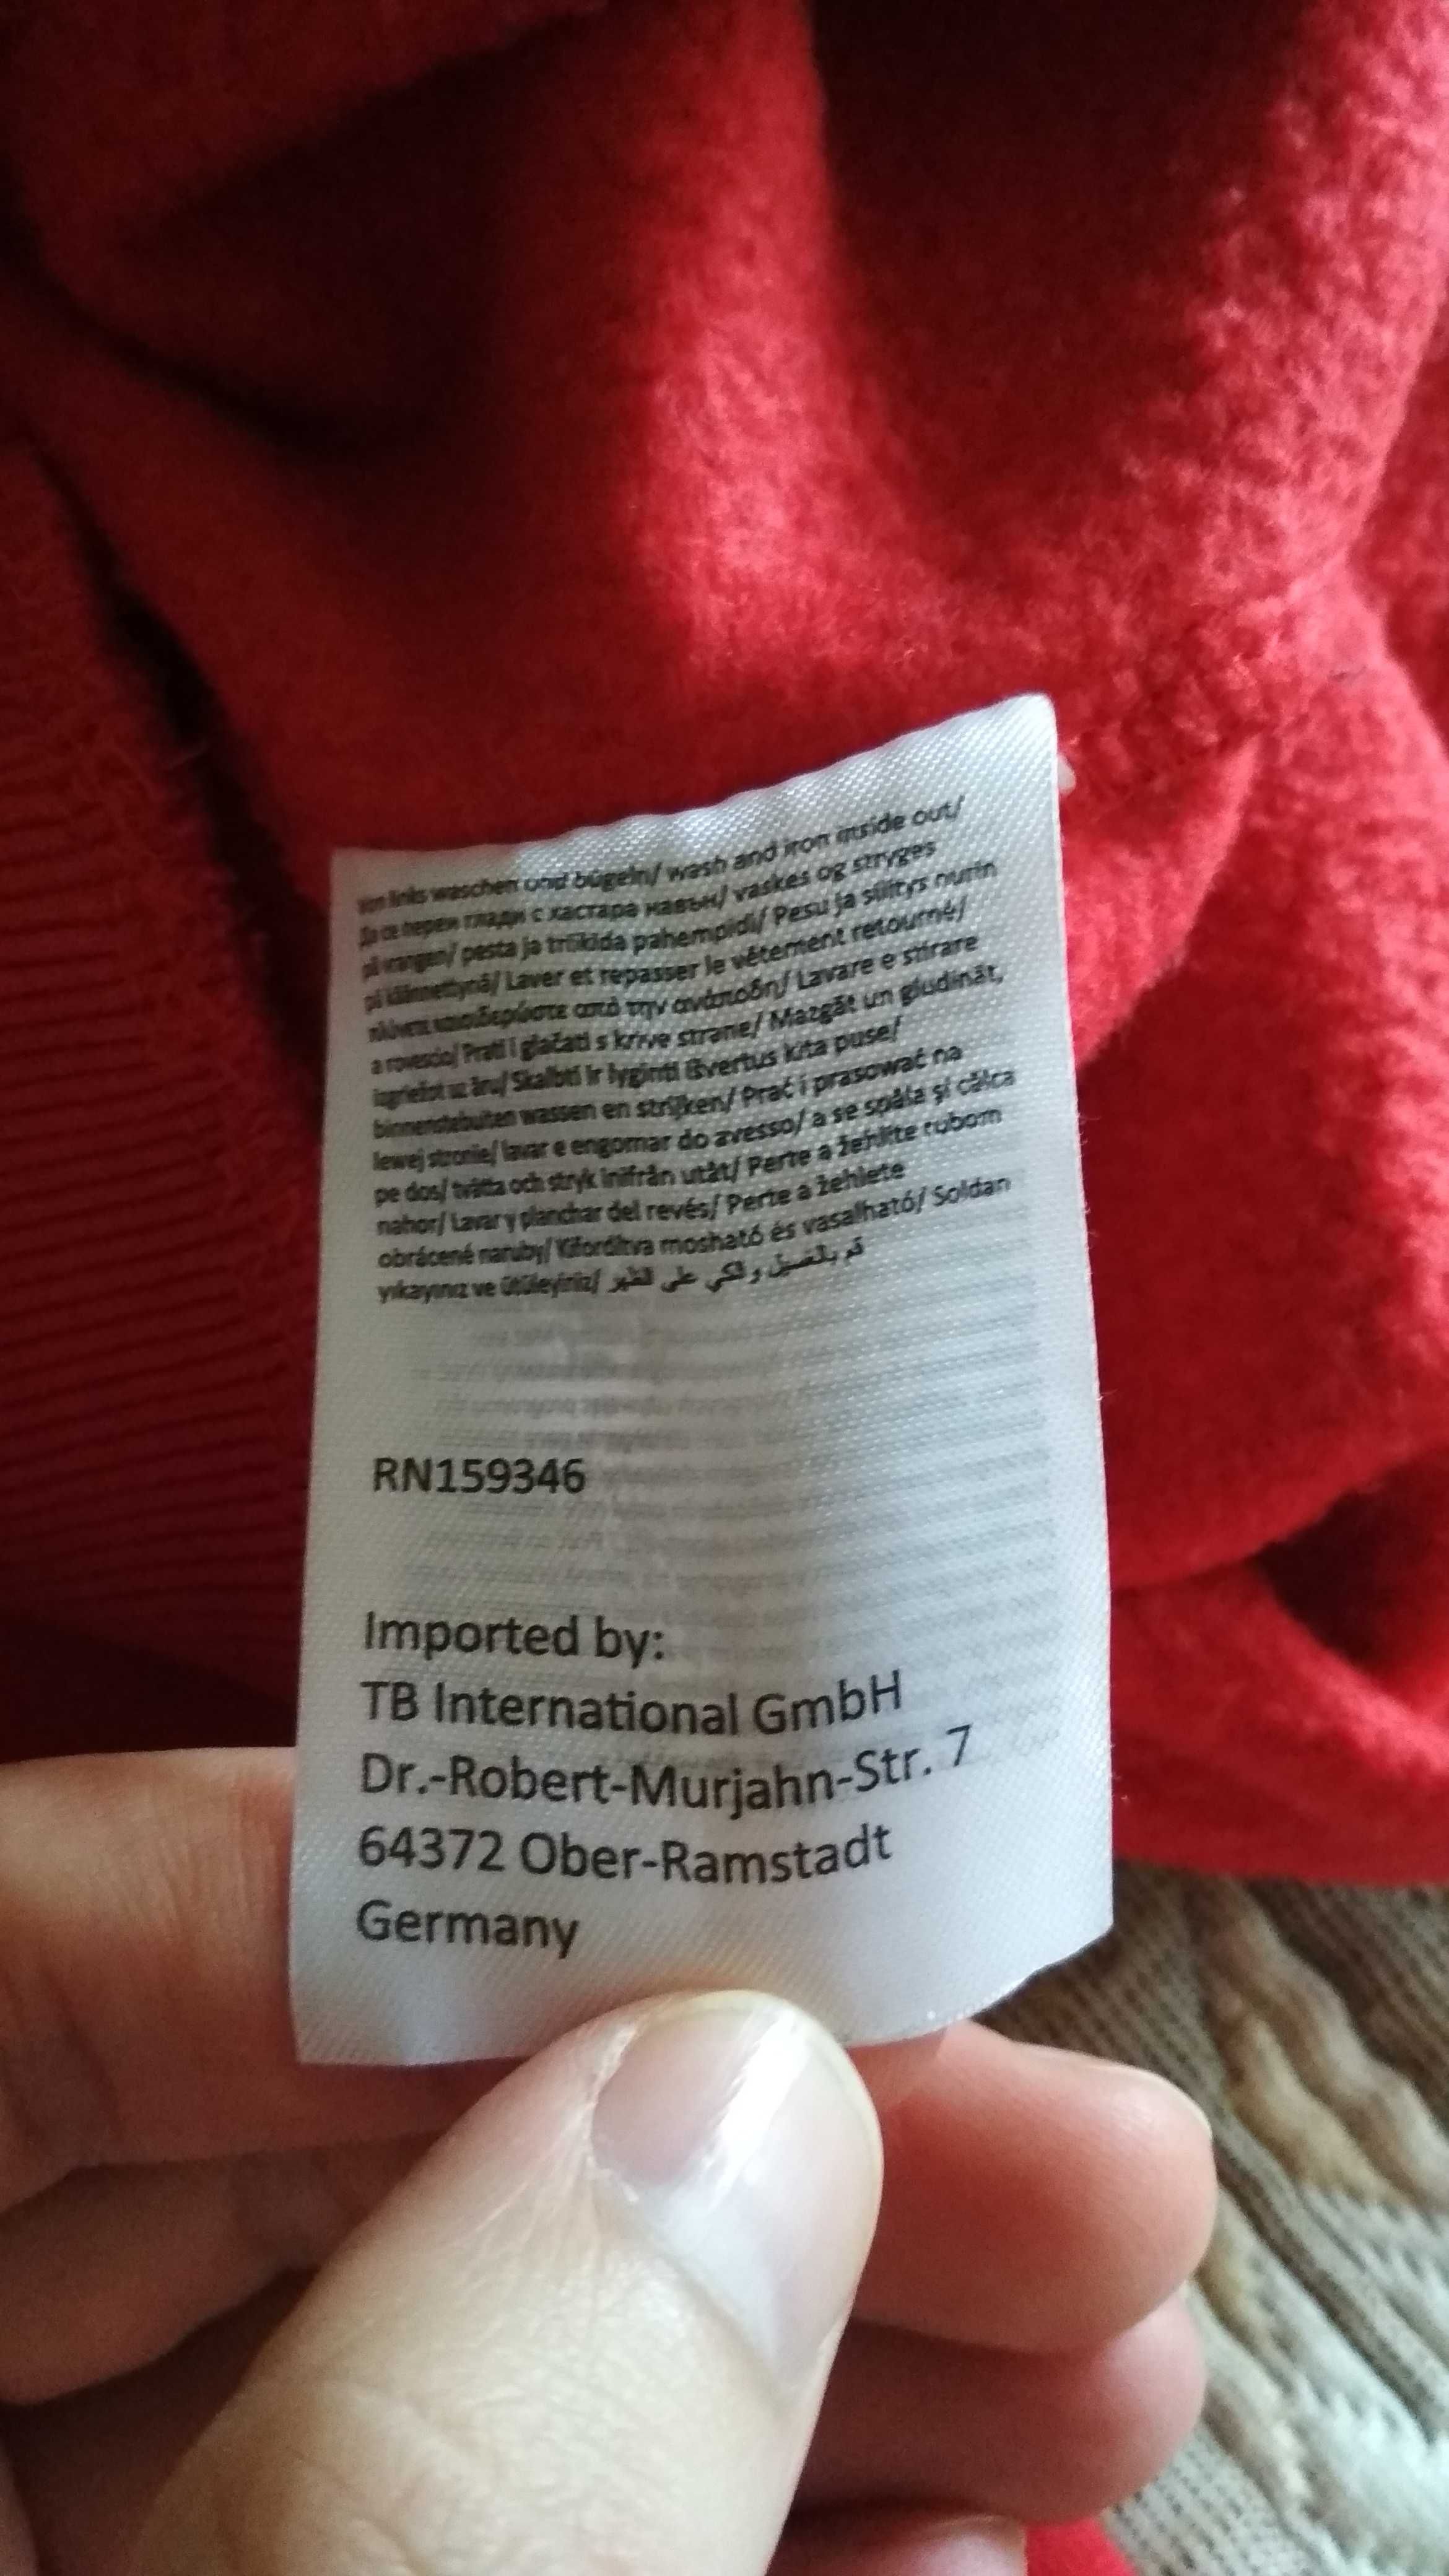 von links waschen und bügeln/ wash and iron inside out/
Да се пере и глади с хастара навън/ vaskes og stryges
på vrangen/ pesta ja triikida pahempidi/ Pesu ja silitys nurin
på käännettynä/ Laver et repasser le vêtement retourné/
πλύνετε και σιδερώστε από την ανάποδη/ Lavare e stirare
a rovescio/ Prati i glačati s krive strane/ Mazgāt un gludināt,
izgriežot uz āru/ Skalbti ir lyginti išvertus kita puse/
binnenstebuiten wassen en strijken/ Prać i prasować na
lewej stronie/ lavar e engomar do avesso/ a se spăla și călca
pe dos/ tvätta och stryk inifrån utåt/ Perte a žehlite rubom
nahor/ Lavar y planchar del revés/ Perte a žehlete
obrácené naruby/ Kifordítva mosható és vasalható/ Soldan
yıkayınız ve ütüleyiniz/ قم بالغسيل و الكي على الظهر
RN159346
Imported by:
TB International GmbH
Dr.-Robert-Murjahn-Str. 7
64372 Ober-Ramstadt
Germany